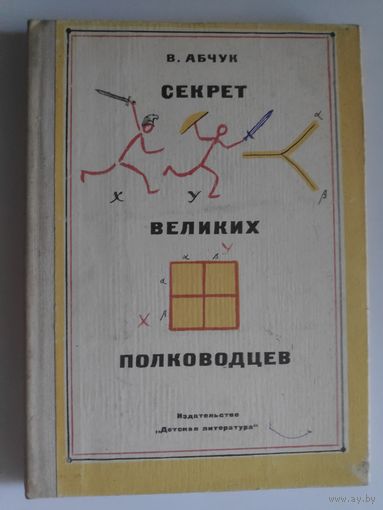 В. АБЧУК
СЕКРЕТ
α
X У
β
ВЕЛИКИХ
У
α β
α
X
β
ПОЛКОВОДЦЕВ
Издательство
„Детская литература"
www.ay.by